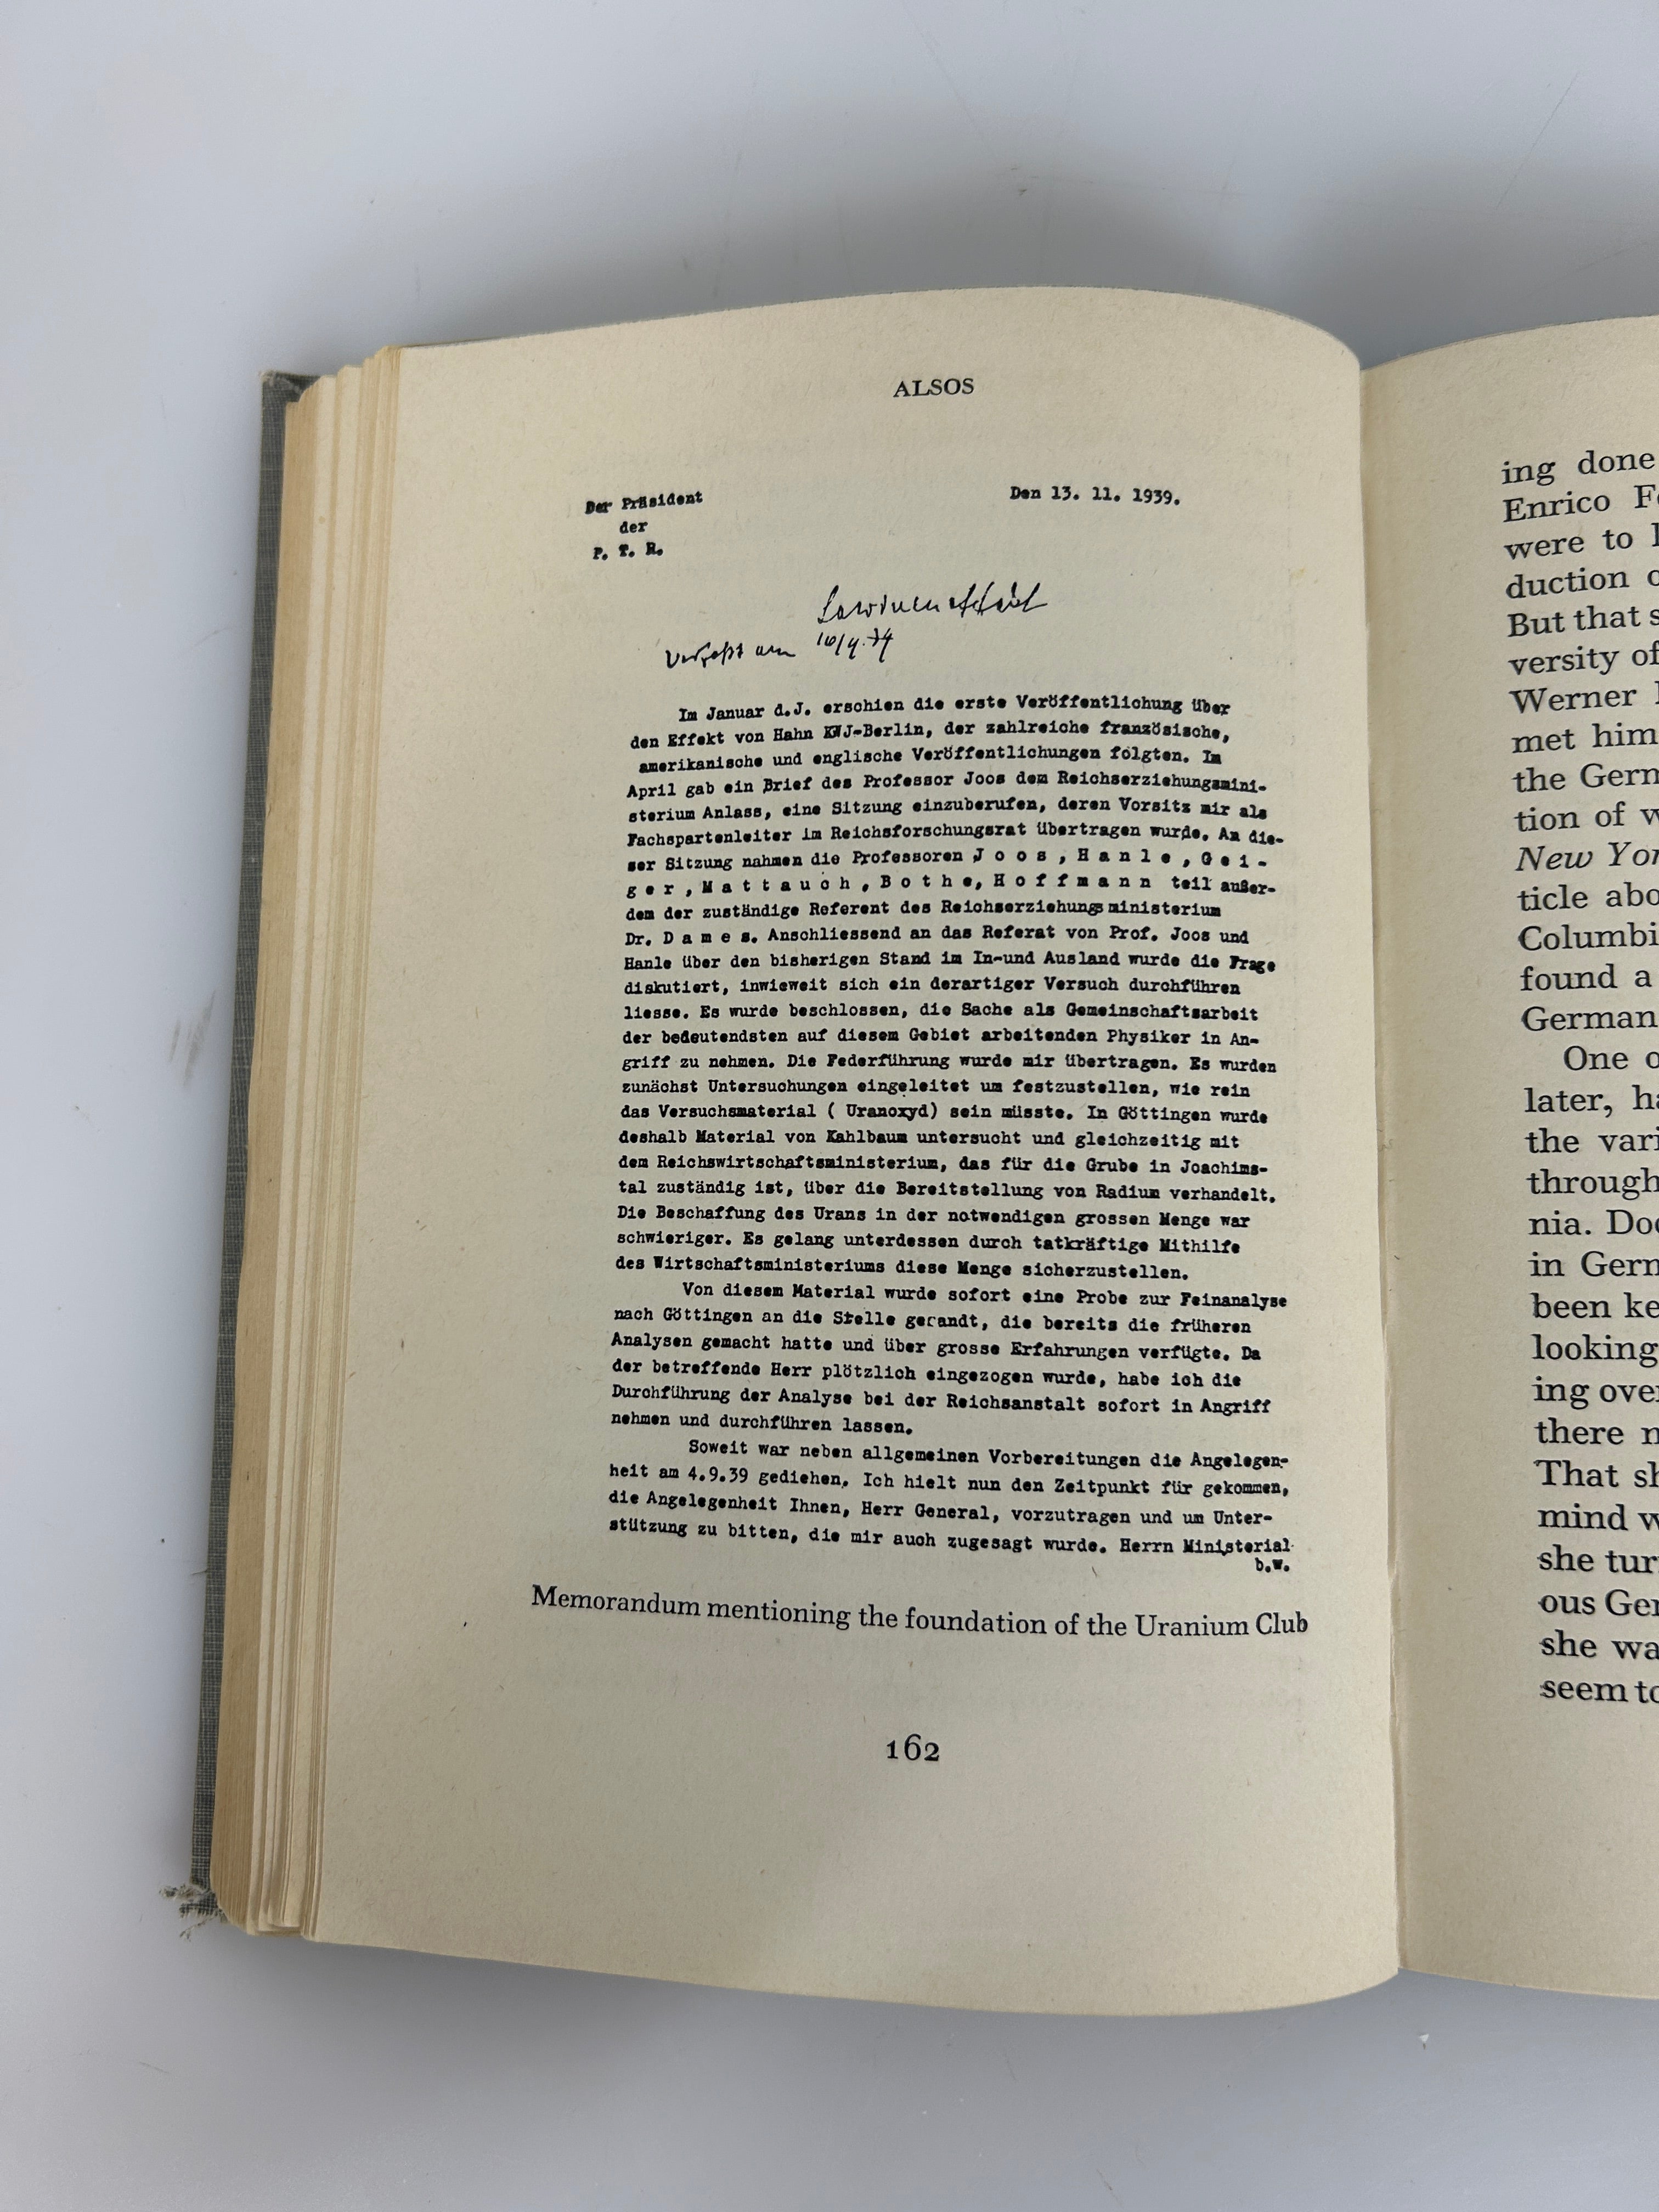 ALSOS
Der Präsident
der
P. T. R.
Den 13. 11. 1939.
Im Januar d.J. erschien die erste Veröffentlichung über
den Effekt von Hahn KWJ-Berlin, der zahlreiche französische,
amerikanische und englische Veröffentlichungen folgten. Im
April gab ein Brief des Professor Joos dem Reichserziehungsmini-
sterium Anlass, eine Sitzung einzuberufen, deren Vorsitz mir als
Fachspartenleiter im Reichsforschungsrat übertragen wurde. An die-
ser Sitzung nahmen die Professoren J o o s , H a n l e , G e i -
g e r , M a t t a u c h , B o t h e, H o f f m a n n teil außer-
dem der zuständige Referent des Reichserziehungsministerium
Dr. D a m e s. Anschliessend an das Referat von Prof. Joos und
Hanle über den bisherigen Stand im In-und Ausland wurde die Frage
diskutiert, inwieweit sich ein derartiger Versuch durchführen
liesse. Es wurde beschlossen, die Sache als Gemeinschaftsarbeit
der bedeutendsten auf diesem Gebiet arbeitenden Physiker in An-
griff zu nehmen. Die Federführung wurde mir übertragen. Es wurden
zunächst Untersuchungen eingeleitet um festzustellen, wie rein
das Versuchsmaterial ( Uranoxyd) sein müsste. In Göttingen wurde
deshalb Material von Kahlbaum untersucht und gleichzeitig mit
dem Reichswirtschaftsministerium, das für die Grube in Joachims-
tal zuständig ist, über die Bereitstellung von Radium verhandelt.
Die Beschaffung des Urans in der notwendigen grossen Menge war
schwieriger. Es gelang unterdessen durch tatkräftige Mithilfe
des Wirtschaftsministeriums diese Menge sicherzustellen.
Von diesem Material wurde sofort eine Probe zur Feinanalyse
nach Göttingen an die Stelle gesandt, die bereits die früheren
Analysen gemacht hatte und über grosse Erfahrungen verfügte. Da
der betreffende Herr plötzlich eingezogen wurde, habe ich die
Durchführung der Analyse bei der Reichsanstalt sofort in Angriff
nehmen und durchführen lassen.
Soweit war neben allgemeinen Vorbereitungen die Angelegen-
heit am 4.9.39 gediehen. Ich hielt nun den Zeitpunkt für gekommen,
die Angelegenheit Ihnen, Herr General, vorzutragen und um Unter-
stützung zu bitten, die mir auch zugesagt wurde. Herrn Ministerial
b.w.
Memorandum mentioning the foundation of the Uranium Club
162
ing done
Enrico
were to
duction
But that
versity of
Werner
met him
the
tion of
New
ticle
found a
German
One
later,
the
through
nia.
in
been
looking
ing over
there
That
mind
she
ous
she
seem